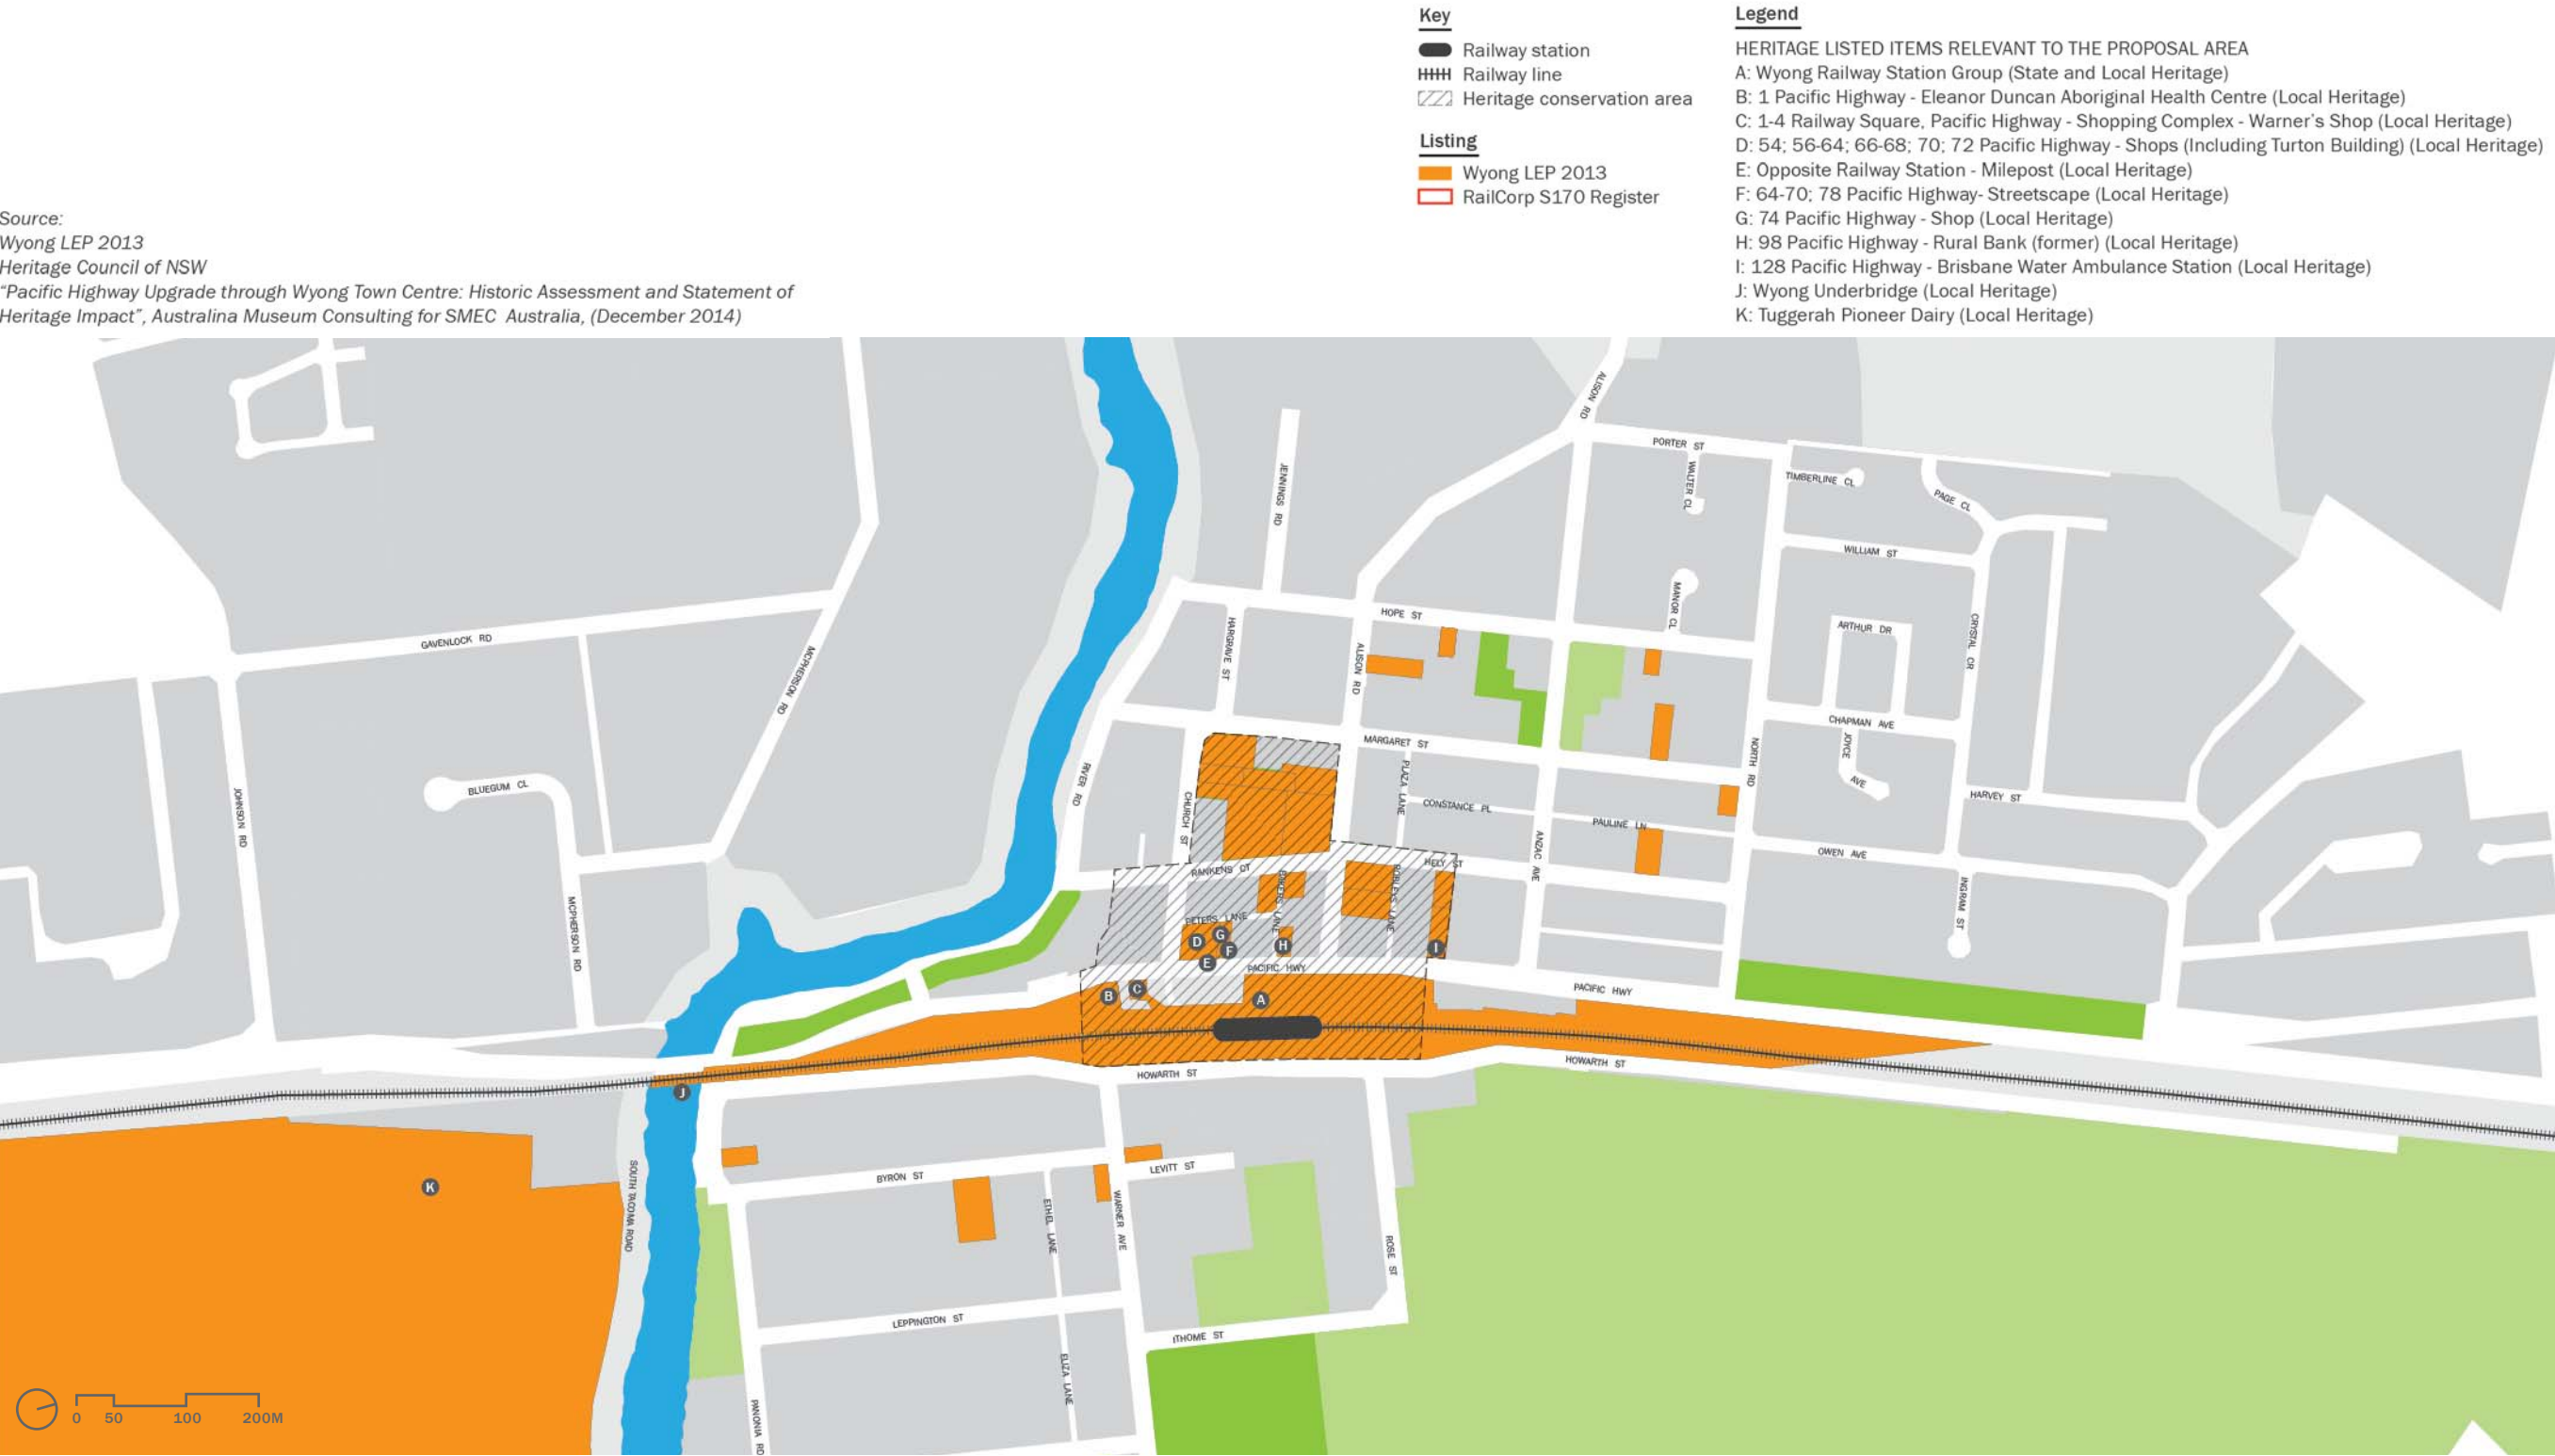 Key
Railway station
Railway line
Heritage conservation area
Listing
Wyong LEP 2013
RailCorp S170 Register
Legend
HERITAGE LISTED ITEMS RELEVANT TO THE PROPOSAL AREA
A: Wyong Railway Station Group (State and Local Heritage)
B: 1 Pacific Highway - Eleanor Duncan Aboriginal Health Centre (Local Heritage)
C: 1-4 Railway Square, Pacific Highway - Shopping Complex - Warner's Shop (Local Heritage)
D: 54; 56-64; 66-68; 70; 72 Pacific Highway - Shops (Including Turton Building) (Local Heritage)
E: Opposite Railway Station - Milepost (Local Heritage)
F: 64-70; 78 Pacific Highway- Streetscape (Local Heritage)
G: 74 Pacific Highway - Shop (Local Heritage)
H: 98 Pacific Highway - Rural Bank (former) (Local Heritage)
I: 128 Pacific Highway - Brisbane Water Ambulance Station (Local Heritage)
J: Wyong Underbridge (Local Heritage)
K: Tuggerah Pioneer Dairy (Local Heritage)
Source:
Wyong LEP 2013
Heritage Council of NSW
"Pacific Highway Upgrade through Wyong Town Centre: Historic Assessment and Statement of
Heritage Impact", Australina Museum Consulting for SMEC Australia, (December 2014)
ALISON RD
PORTER ST
WALTER CL
TIMBERLINE CL
PAGE CL
JENNINGS RD
WILLIAM ST
MANOR CL
HOPE ST
ARTHUR DR
CRYSTAL CR
GAVENLOCK RD
MCPHERSON RD
HARGRAVE ST
ALISON RD
MARGARET ST
CHAPMAN AVE
JOYCE AVE
NORTH RD
RIVER RD
CHURCH ST
PLAZA LANE
CONSTANCE PL
HARVEY ST
BLUEGUM CL
JOHNSON RD
PAULINE LN
ANZAC AVE
OWEN AVE
HELY ST
RANKENS CT
INGRAM ST
MCPHERSON RD
PETERS LANE
D
G
F
E
H
I
PACIFIC HWY
B
C
A
PACIFIC HWY
HOWARTH ST
HOWARTH ST
J
K
SOUTH TACOMA ROAD
BYRON ST
LEVITT ST
ETHEL LANE
WARNER AVE
ROSE ST
LEPPINGTON ST
ITHOME ST
ELIZA LANE
PANONIA RD
0 50 100 200M